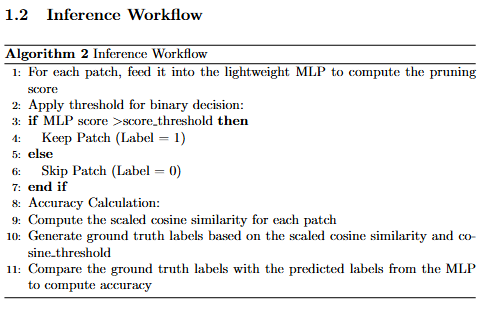 1.2 Inference Workflow
Algorithm 2 Inference Workflow
1: For each patch, feed it into the lightweight MLP to compute the pruning
score
2: Apply threshold for binary decision:
3: if MLP score >score_threshold then
4: Keep Patch (Label = 1)
5: else
6: Skip Patch (Label = 0)
7: end if
8: Accuracy Calculation:
9: Compute the scaled cosine similarity for each patch
10: Generate ground truth labels based on the scaled cosine similarity and co-
sine_threshold
11: Compare the ground truth labels with the predicted labels from the MLP
to compute accuracy